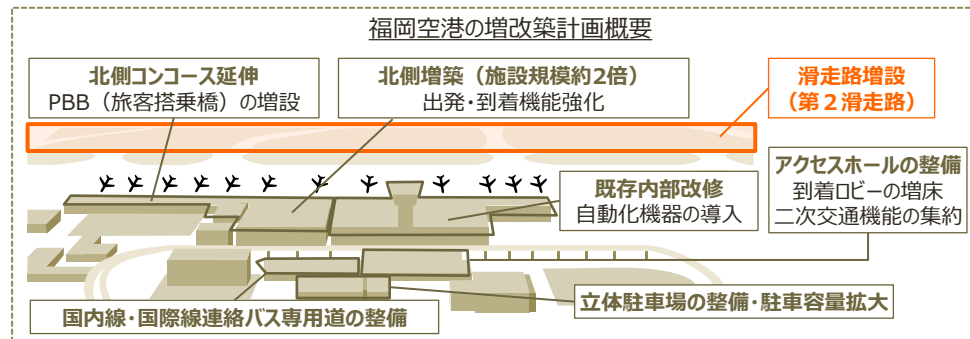 福岡空港の増改築計画概要
北側コンコース延伸
PBB（旅客搭乗橋）の増設
北側増築（施設規模約2倍）
出発・到着機能強化
滑走路増設
（第２滑走路）
アクセスホールの整備
到着ロビーの増床
二次交通機能の集約
既存内部改修
自動化機器の導入
国内線・国際線連絡バス専用道の整備
立体駐車場の整備・駐車容量拡大